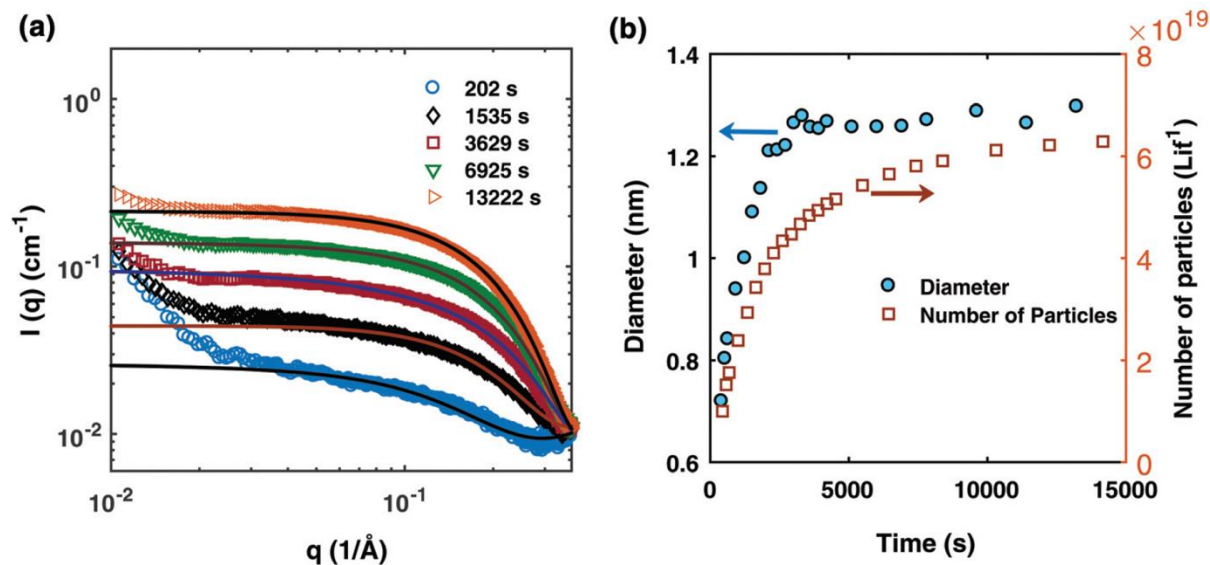 (a)
I (q) (cm⁻¹)
10⁰
10⁻¹
10⁻²
10⁻²
10⁻¹
q (1/Å)
202 s
1535 s
3629 s
6925 s
13222 s
(b)
×10¹⁹
Diameter (nm)
1.4
1.2
1
0.8
0.6
8
6
4
2
0
Number of particles (Lit¹)
Diameter
Number of Particles
0
5000
10000
15000
Time (s)